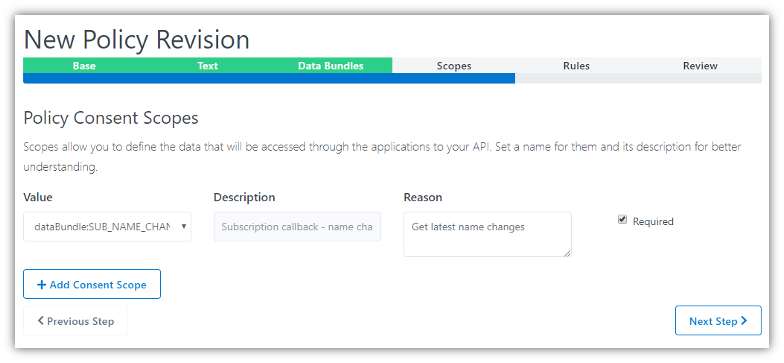 New Policy Revision
Base Text Data Bundles Scopes Rules Review
Policy Consent Scopes
Scopes allow you to define the data that will be accessed through the applications to your API. Set a name for them and its description for better
understanding.
Value Description Reason
dataBundle:SUB_NAME_CHAN Subscription callback - name cha Get latest name changes Required
Add Consent Scope
Previous Step Next Step